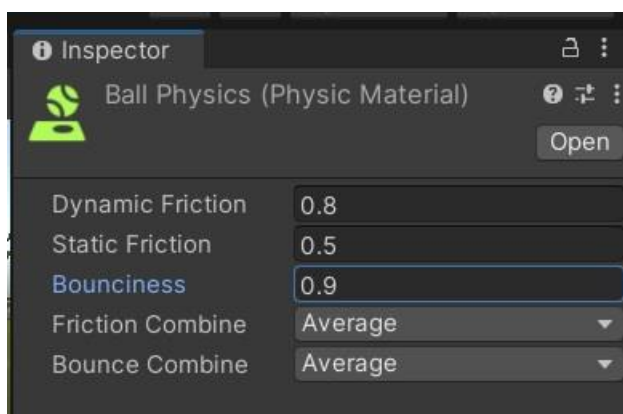 Inspector
Ball Physics (Physic Material)
Open
Dynamic Friction 0.8
Static Friction 0.5
Bounciness 0.9
Friction Combine Average
Bounce Combine Average